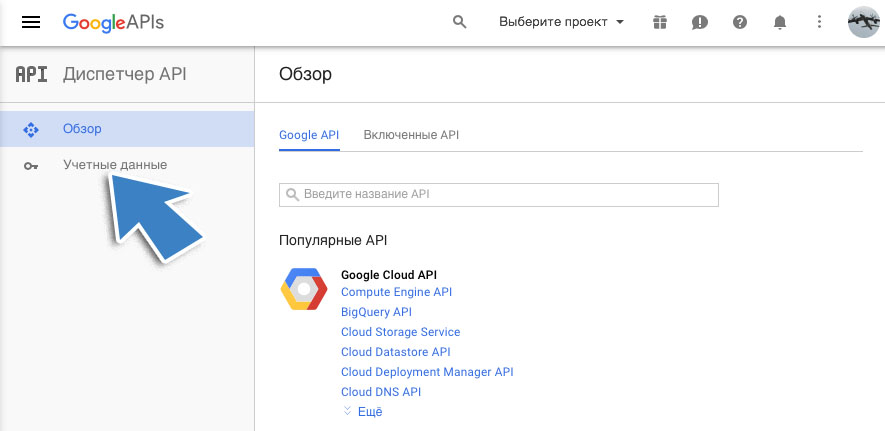 GoogleAPIs
Выберите проект
API Диспетчер API
Обзор
Учетные данные
Обзор
Google API
Включенные API
Введите название API
Популярные API
Google Cloud API
Compute Engine API
BigQuery API
Cloud Storage Service
Cloud Datastore API
Cloud Deployment Manager API
Cloud DNS API
Ещё